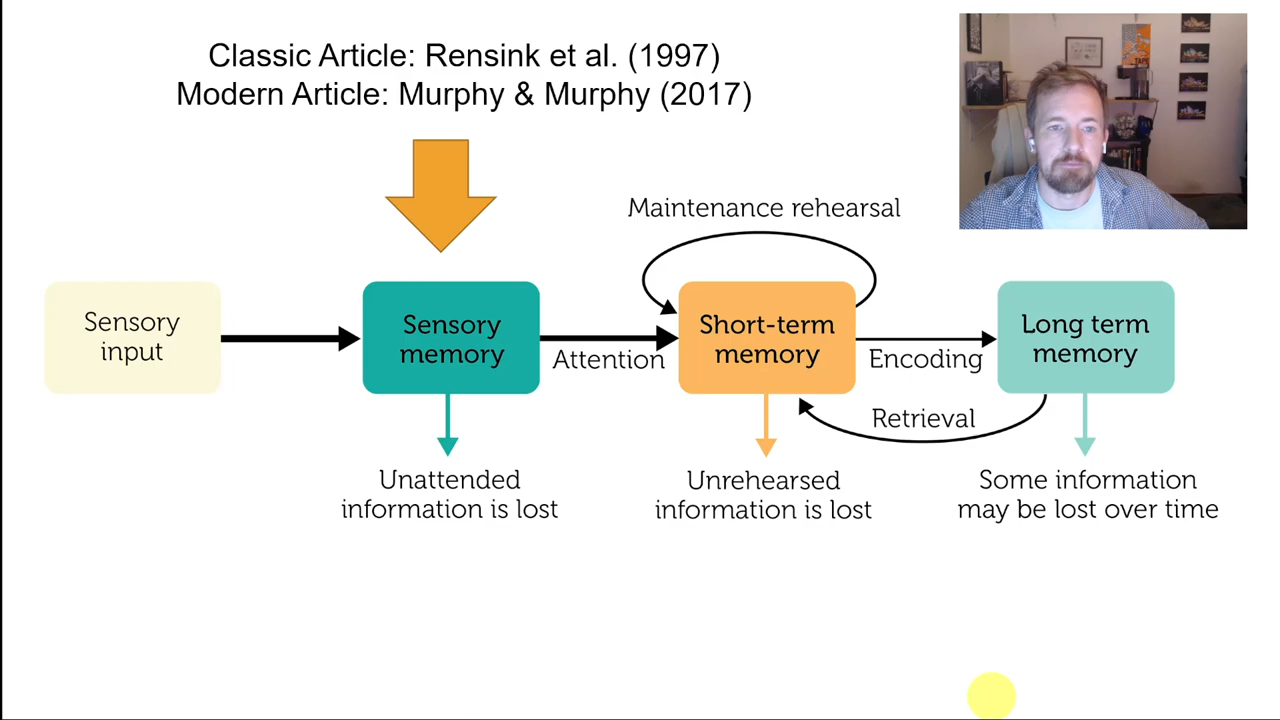 Classic Article: Rensink et al. (1997)
Modern Article: Murphy & Murphy (2017)
Maintenance rehearsal
Sensory
input
Sensory
memory
Attention
Short-term
memory
Encoding
Long term
memory
Retrieval
Unattended
information is lost
Unrehearsed
information is lost
Some information
may be lost over time